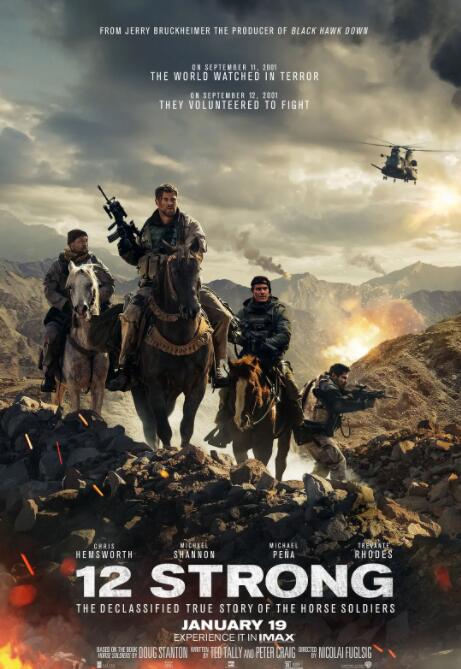 FROM JERRY BRUCKHEIMER THE PRODUCER OF BLACK HAWK DOWN
ON SEPTEMBER 11, 2001
THE WORLD WATCHED IN TERROR
ON SEPTEMBER 12, 2001
THEY VOLUNTEERED TO FIGHT
CHRIS HEMSWORTH
MICHAEL SHANNON
MICHAEL PEÑA
TREVANTE RHODES
12 STRONG
THE DECLASSIFIED TRUE STORY OF THE HORSE SOLDIERS
JANUARY 19
EXPERIENCE IT IN IMAX
BASED ON THE BOOK HORSE SOLDIERS BY DOUG STANTON WRITTEN BY TED TALLY AND PETER CRAIG DIRECTED BY NICOLAI FUGLSIG